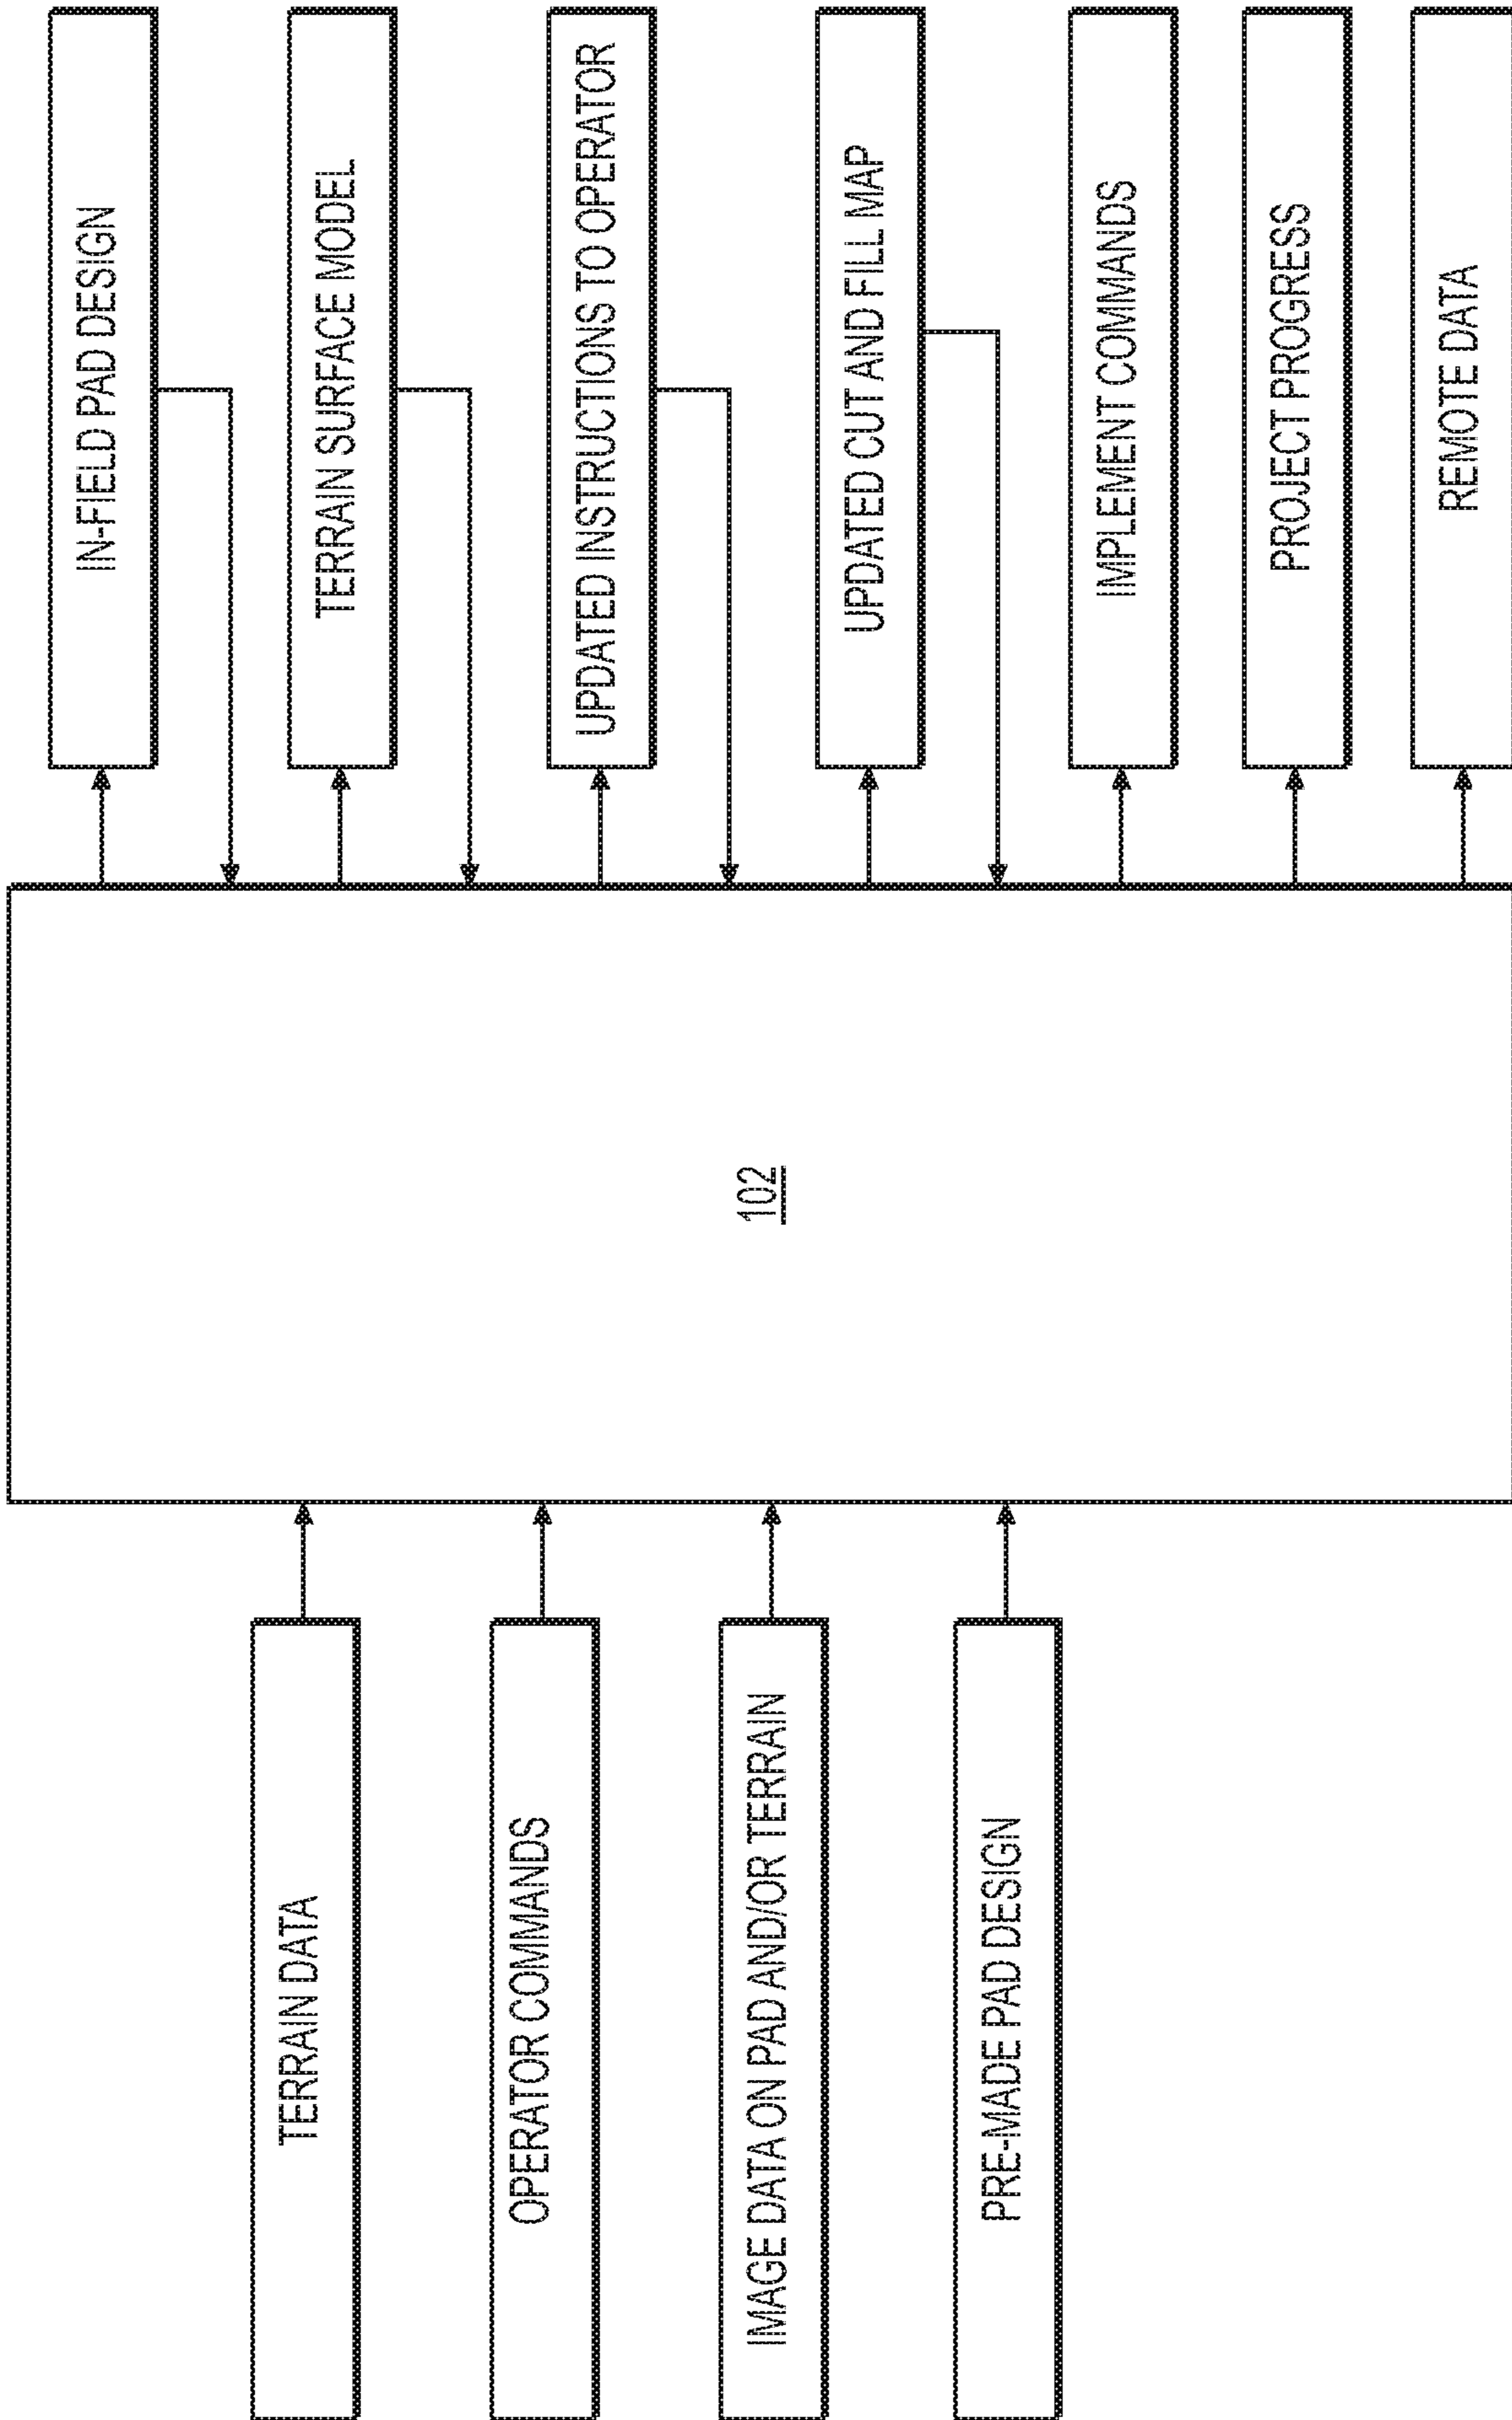 TERRAIN DATA
OPERATOR COMMANDS
IMAGE DATA ON PAD AND/OR TERRAIN
PRE-MADE PAD DESIGN
102
IN-FIELD PAD DESIGN
TERRAIN SURFACE MODEL
UPDATED INSTRUCTIONS TO OPERATOR
UPDATED CUT AND FILL MAP
IMPLEMENT COMMANDS
PROJECT PROGRESS
REMOTE DATA